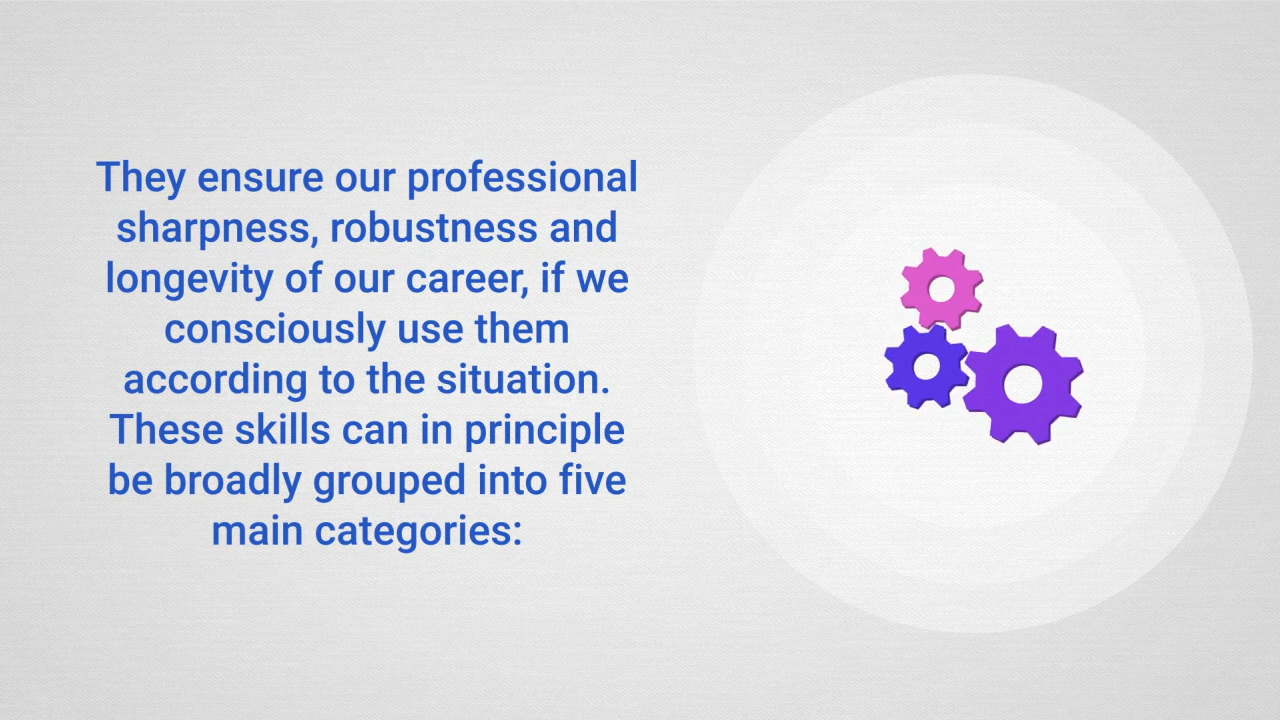 They ensure our professional
sharpness, robustness and
longevity of our career, if we
consciously use them
according to the situation.
These skills can in principle
be broadly grouped into five
main categories: